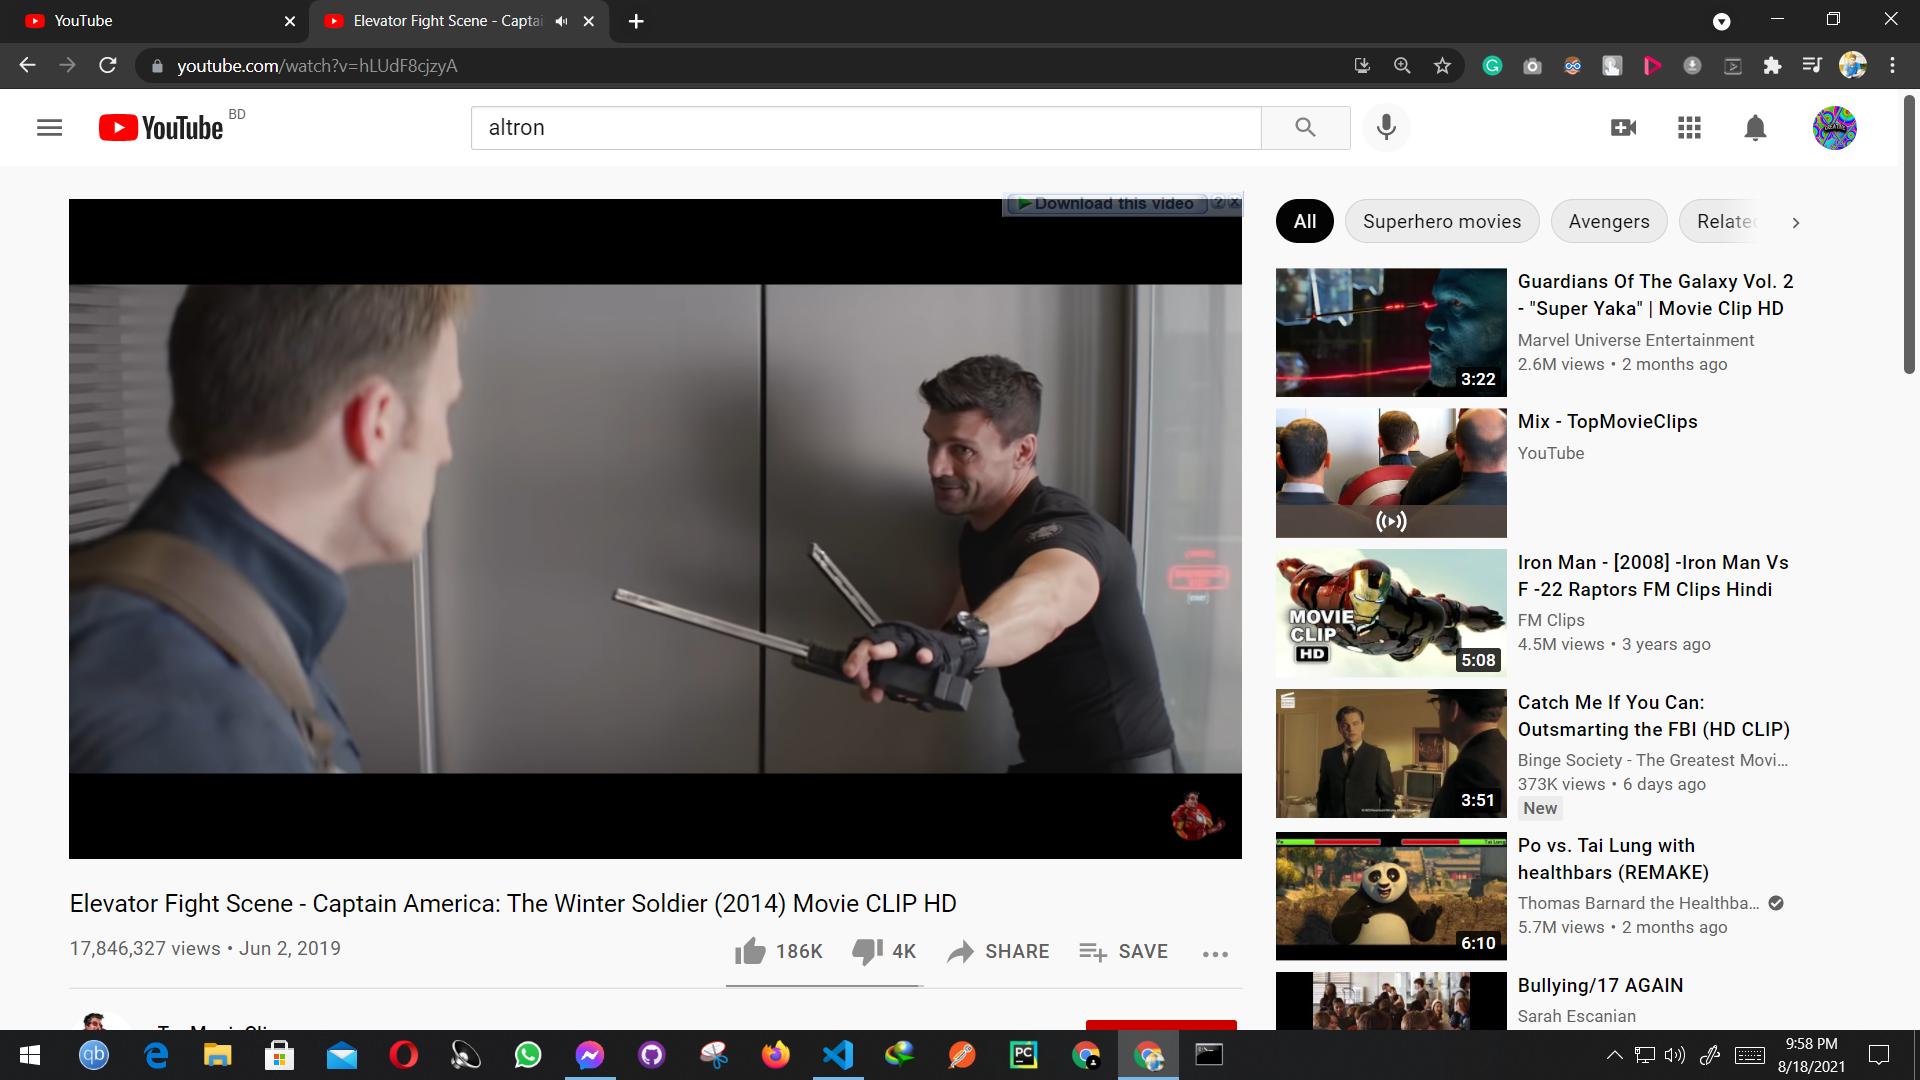 YouTube
Elevator Fight Scene - Capta
youtube.com/watch?v=hLUdF8cjzyA
YouTube BD
altron
Download this video
All
Superhero movies
Avengers
Related
Guardians Of The Galaxy Vol. 2
- "Super Yaka" | Movie Clip HD
Marvel Universe Entertainment
2.6M views • 2 months ago
3:22
Mix - TopMovieClips
YouTube
Iron Man - [2008] -Iron Man Vs
F -22 Raptors FM Clips Hindi
FM Clips
4.5M views • 3 years ago
MOVIE
CLIP
HD
5:08
Catch Me If You Can:
Outsmarting the FBI (HD CLIP)
Binge Society - The Greatest Movi...
373K views • 6 days ago
New
3:51
Po vs. Tai Lung with
healthbars (REMAKE)
Thomas Barnard the Healthba...
5.7M views • 2 months ago
6:10
Bullying/17 AGAIN
Sarah Escanian
Elevator Fight Scene - Captain America: The Winter Soldier (2014) Movie CLIP HD
17,846,327 views • Jun 2, 2019
186K
4K
SHARE
SAVE
qb
PC
9:58 PM
8/18/2021